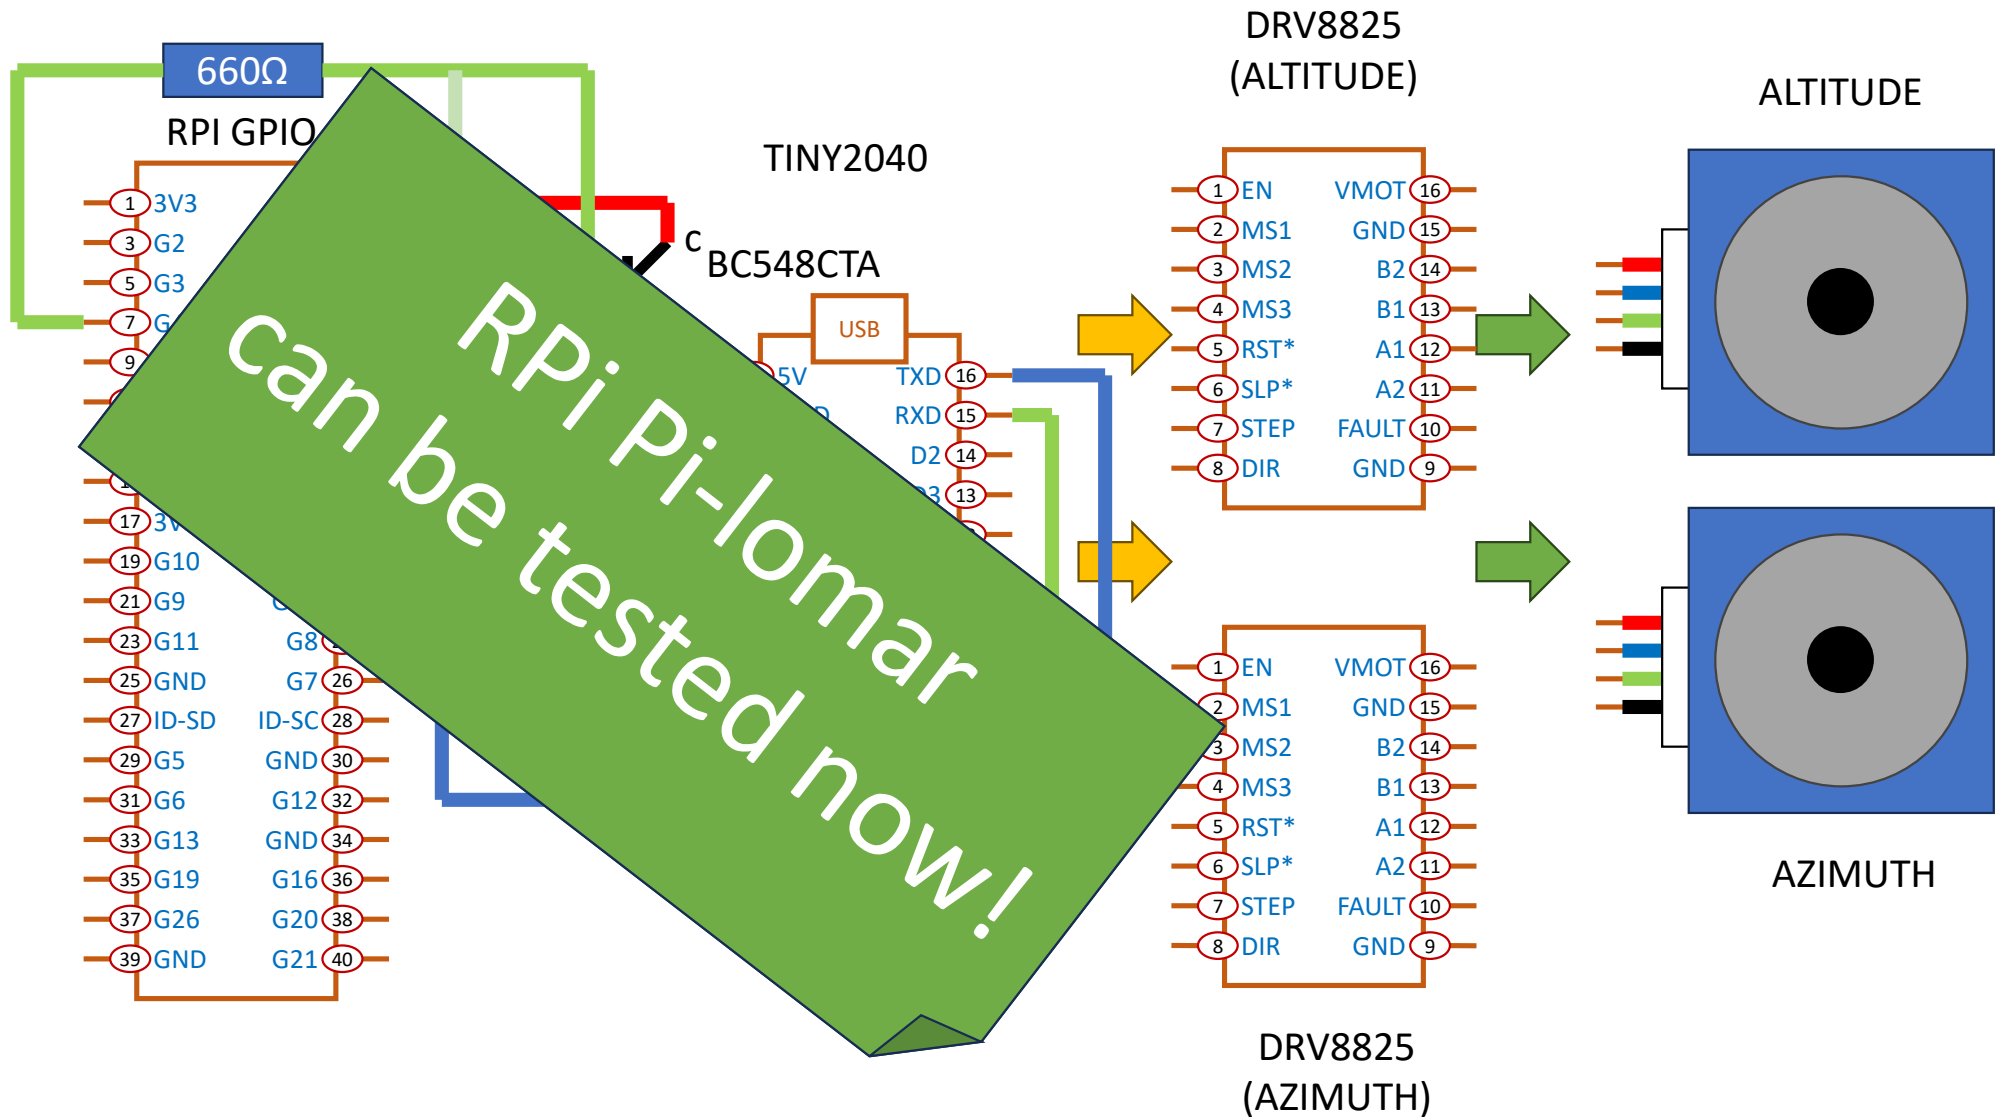 DRV8825
(ALTITUDE)
660Ω
ALTITUDE
RPI GPIO
TINY2040
BC548CTA
c
USB
1 3V3
3 G2
5 G3
7 G
9
17 3V
19 G10
21 G9
23 G11 G8
25 GND G7 26
27 ID-SD ID-SC 28
29 G5 GND 30
31 G6 G12 32
33 G13 GND 34
35 G19 G16 36
37 G26 G20 38
39 GND G21 40
RPi Pi-lomar
can be tested now!
5V TXD 16
RXD 15
D2 14
D3 13
1 EN VMOT 16
2 MS1 GND 15
3 MS2 B2 14
4 MS3 B1 13
5 RST* A1 12
6 SLP* A2 11
7 STEP FAULT 10
8 DIR GND 9
1 EN VMOT 16
2 MS1 GND 15
3 MS2 B2 14
4 MS3 B1 13
5 RST* A1 12
6 SLP* A2 11
7 STEP FAULT 10
8 DIR GND 9
AZIMUTH
DRV8825
(AZIMUTH)